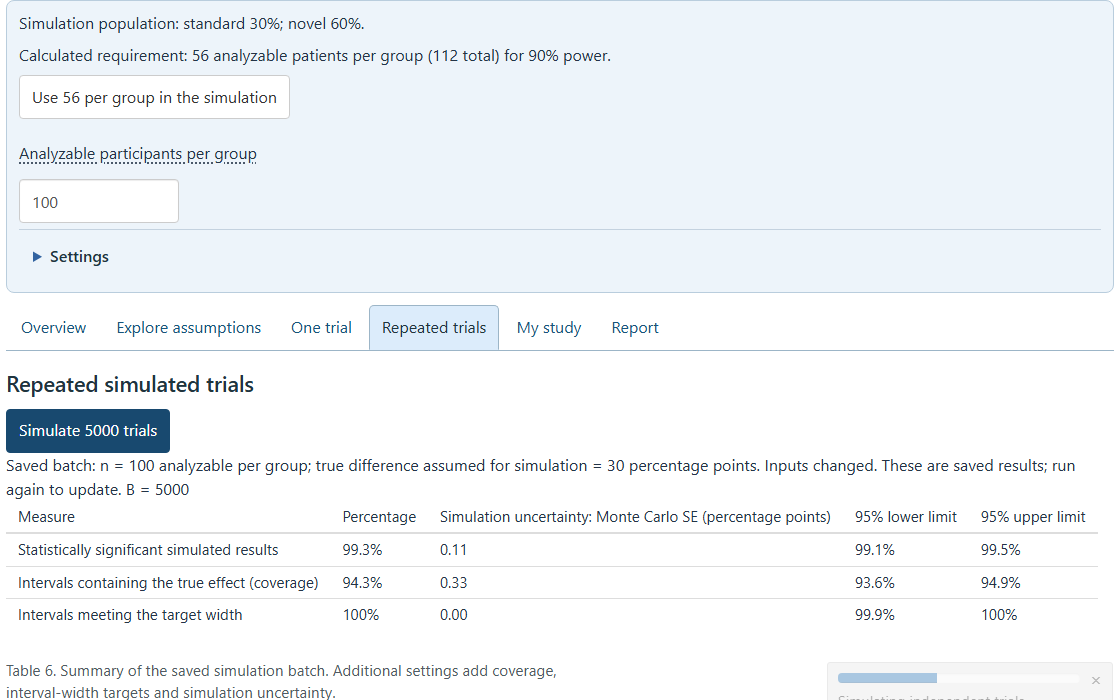 Simulation population: standard 30%; novel 60%.
Calculated requirement: 56 analyzable patients per group (112 total) for 90% power.
Use 56 per group in the simulation
Analyzable participants per group
100
Settings
Overview Explore assumptions One trial Repeated trials My study Report
Repeated simulated trials
Simulate 5000 trials
Saved batch: n = 100 analyzable per group; true difference assumed for simulation = 30 percentage points. Inputs changed. These are saved results; run
again to update. B = 5000
Measure Percentage Simulation uncertainty: Monte Carlo SE (percentage points) 95% lower limit 95% upper limit
Statistically significant simulated results 99.3% 0.11 99.1% 99.5%
Intervals containing the true effect (coverage) 94.3% 0.33 93.6% 94.9%
Intervals meeting the target width 100% 0.00 99.9% 100%
Table 6. Summary of the saved simulation batch. Additional settings add coverage,
interval-width targets and simulation uncertainty.
Simulating independent trials